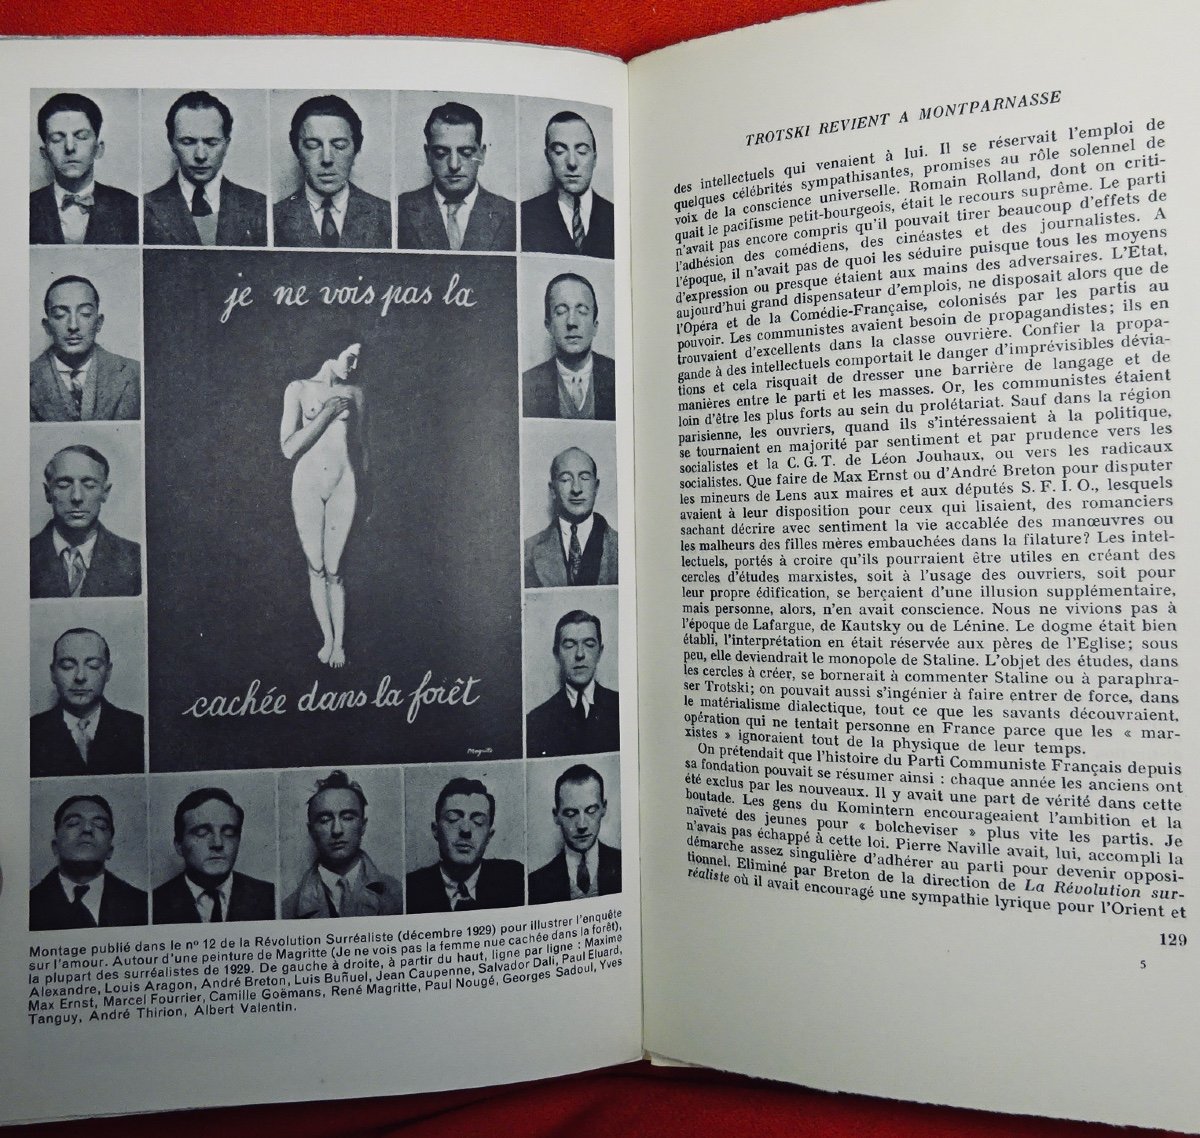 je ne vois pas la
cachée dans la forêt
Magritte
Montage publié dans le nº 12 de la Révolution Surréaliste (décembre 1929) pour illustrer l'enquête
sur l'amour. Autour d'une peinture de Magritte (Je ne vois pas la femme nue cachée dans la forêt),
la plupart des surréalistes de 1929. De gauche à droite, à partir du haut, ligne par ligne : Maxime
Alexandre, Louis Aragon, André Breton, Luis Buñuel, Jean Caupenne, Salvador Dali, Paul Eluard,
Max Ernst, Marcel Fourrier, Camille Goëmans, René Magritte, Paul Nougé, Georges Sadoul, Yves
Tanguy, André Thirion, Albert Valentin.
TROTSKI REVIENT A MONTPARNASSE
des intellectuels qui venaient à lui. Il se réservait l'emploi de
quelques célébrités sympathisantes, promises au rôle solennel de
voix de la conscience universelle. Romain Rolland, dont on criti-
quait le pacifisme petit-bourgeois, était le recours suprême. Le parti
n'avait pas encore compris qu'il pouvait tirer beaucoup d'effets de
l'adhésion des comédiens, des cinéastes et des journalistes. A
l'époque, il n'avait pas de quoi les séduire puisque tous les moyens
d'expression ou presque étaient aux mains des adversaires. L'Etat,
aujourd'hui grand dispensateur d'emplois, ne disposait alors que de
l'Opéra et de la Comédie-Française, colonisés par les partis au
pouvoir. Les communistes avaient besoin de propagandistes; ils en
trouvaient d'excellents dans la classe ouvrière. Confier la propa-
gande à des intellectuels comportait le danger d'imprévisibles dévia-
tions et cela risquait de dresser une barrière de langage et de
manières entre le parti et les masses. Or, les communistes étaient
loin d'être les plus forts au sein du prolétariat. Sauf dans la région
parisienne, les ouvriers, quand ils s'intéressaient à la politique,
se tournaient en majorité par sentiment et par prudence vers les
socialistes et la C.G.T. de Léon Jouhaux, ou vers les radicaux
socialistes. Que faire de Max Ernst ou d'André Breton pour disputer
les mineurs de Lens aux maires et aux députés S. F. I. O., lesquels
avaient à leur disposition pour ceux qui lisaient, des romanciers
sachant décrire avec sentiment la vie accablée des manœuvres ou
les malheurs des filles mères embauchées dans la filature? Les intel-
lectuels, portés à croire qu'ils pourraient être utiles en créant des
cercles d'études marxistes, soit à l'usage des ouvriers, soit pour
leur propre édification, se berçaient d'une illusion supplémentaire,
mais personne, alors, n'en avait conscience. Nous ne vivions pas à
l'époque de Lafargue, de Kautsky ou de Lénine. Le dogme était bien
établi, l'interprétation en était réservée aux pères de l'Eglise; sous
peu, elle deviendrait le monopole de Staline. L'objet des études, dans
les cercles à créer, se bornerait à commenter Staline ou à paraphra-
ser Trotski; on pouvait aussi s'ingénier à faire entrer de force, dans
le matérialisme dialectique, tout ce que les savants découvraient,
opération qui ne tentait personne en France parce que les « mar-
xistes » ignoraient tout de la physique de leur temps.
On prétendait que l'histoire du Parti Communiste Français depuis
sa fondation pouvait se résumer ainsi : chaque année les anciens ont
été exclus par les nouveaux. Il y avait une part de vérité dans cette
boutade. Les gens du Komintern encourageaient l'ambition et la
naïveté des jeunes pour « bolcheviser » plus vite les partis. Je
n'avais pas échappé à cette loi. Pierre Naville avait, lui, accompli la
démarche assez singulière d'adhérer au parti pour devenir opposi-
tionnel. Eliminé par Breton de la direction de La Révolution sur-
réaliste où il avait encouragé une sympathie lyrique pour l'Orient et
129
5